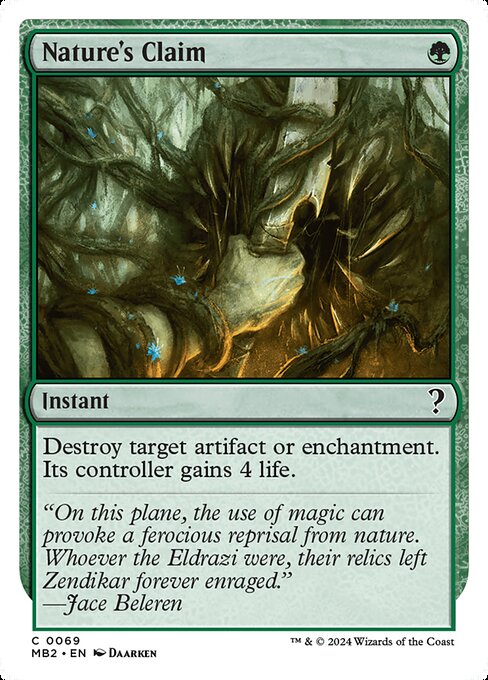 Nature's Claim
Instant
?
Destroy target artifact or enchantment.
Its controller gains 4 life.
“On this plane, the use of magic can
provoke a ferocious reprisal from nature.
Whoever the Eldrazi were, their relics left
Zendikar forever enraged.”
—Jace Beleren
C 0069
™ & © 2024 Wizards of the Coast
MB2 • EN DAARKEN